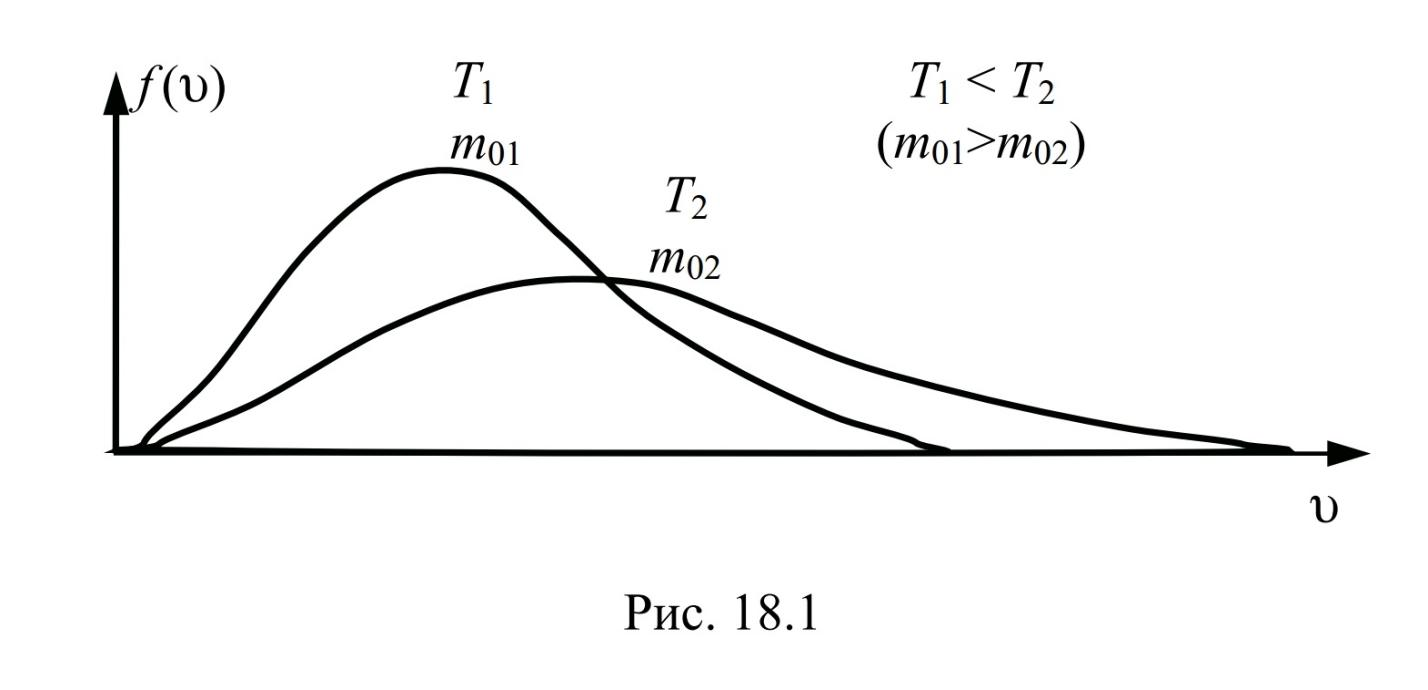 f(υ)
T₁
m₀₁
T₂
m₀₂
T₁ < T₂
(m₀₁>m₀₂)
υ
Рис. 18.1